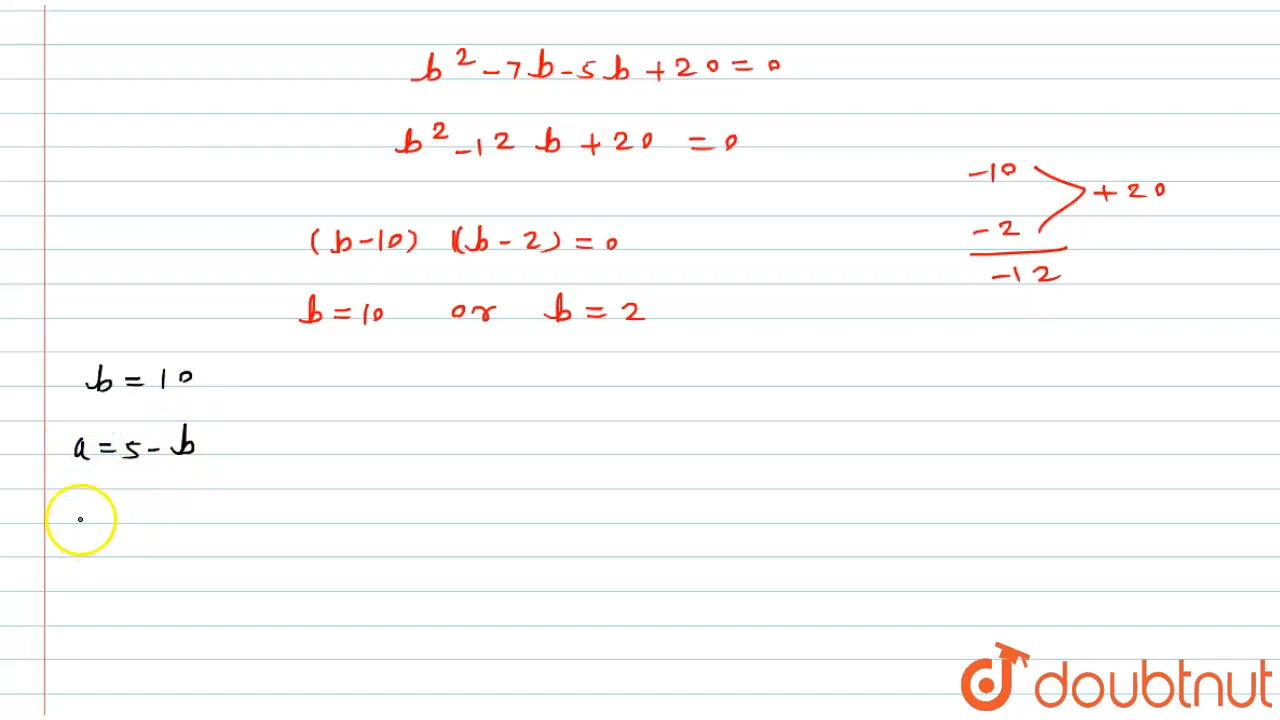 b² - 7b - 5b + 20 = 0
b² - 12 b + 20 = 0
-10
+20
-2
-12
(b - 10) (b - 2) = 0
b = 10 or b = 2
b = 10
a = 5 - b
doubtnut